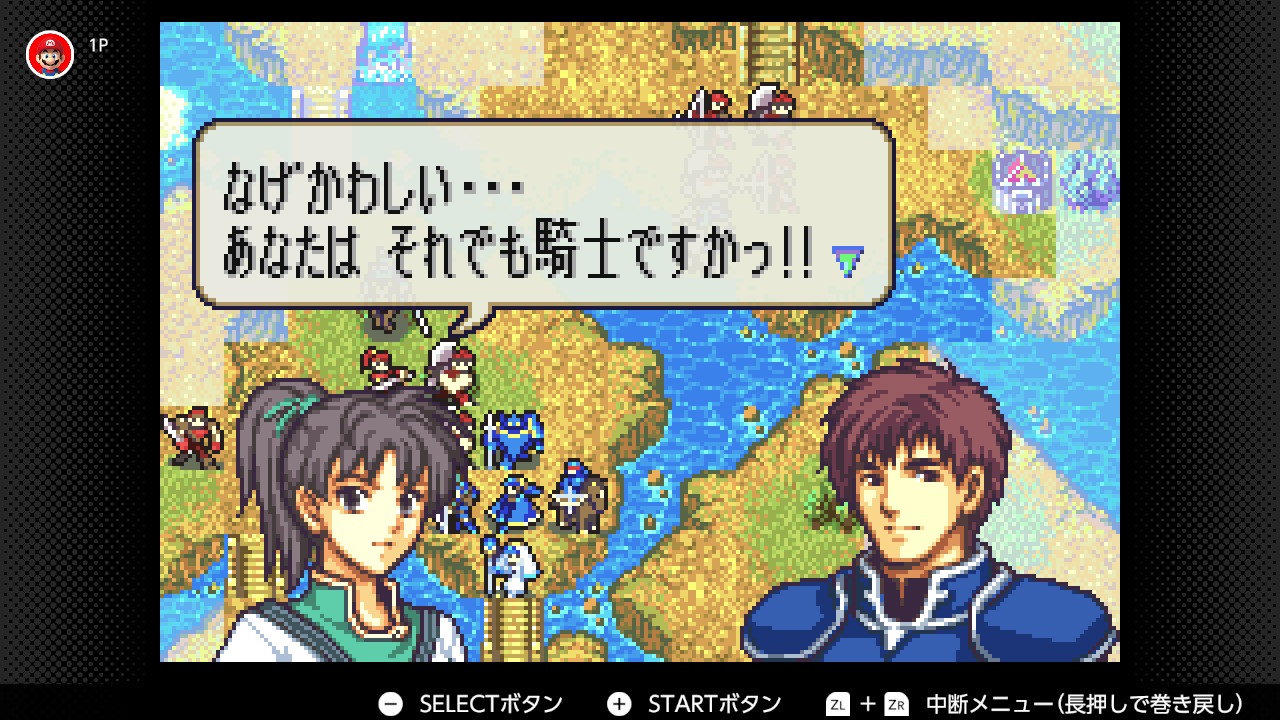 1P
なげかわしい・・・
あなたは それでも騎士ですかっ!!
SELECTボタン
STARTボタン
ZL + ZR 中断メニュー(長押しで巻き戻し)